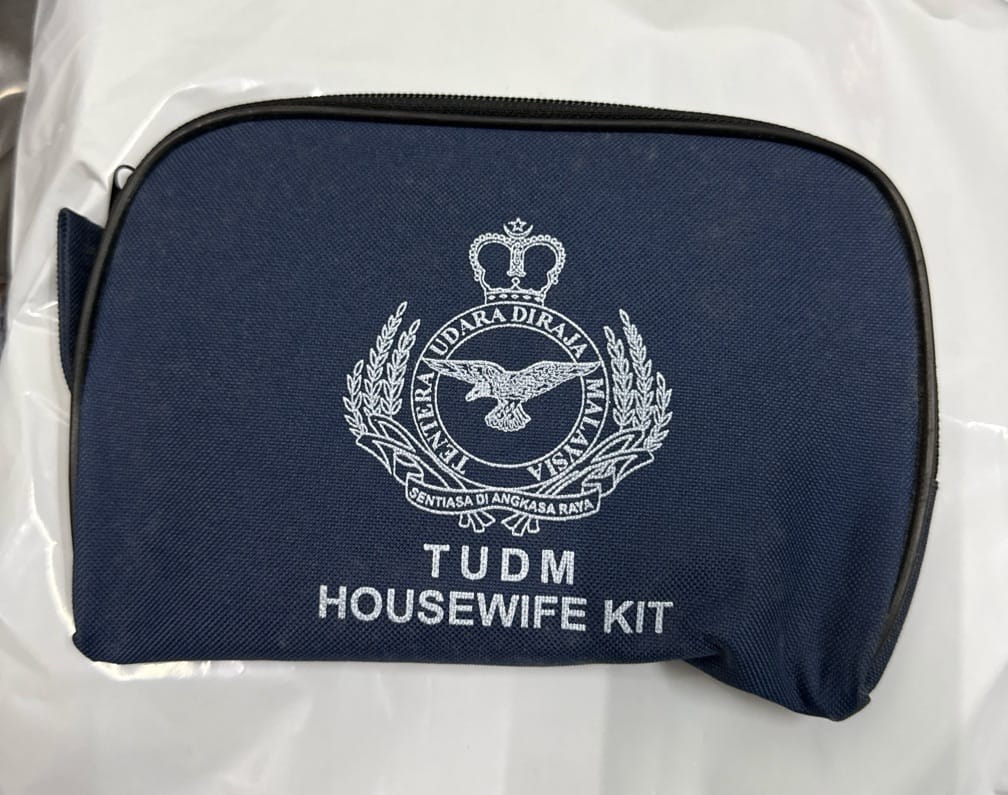 TENTERA UDARA DIRAJA MALAYSIA
SENTIASA DI ANGKASA RAYA
TUDM
HOUSEWIFE KIT